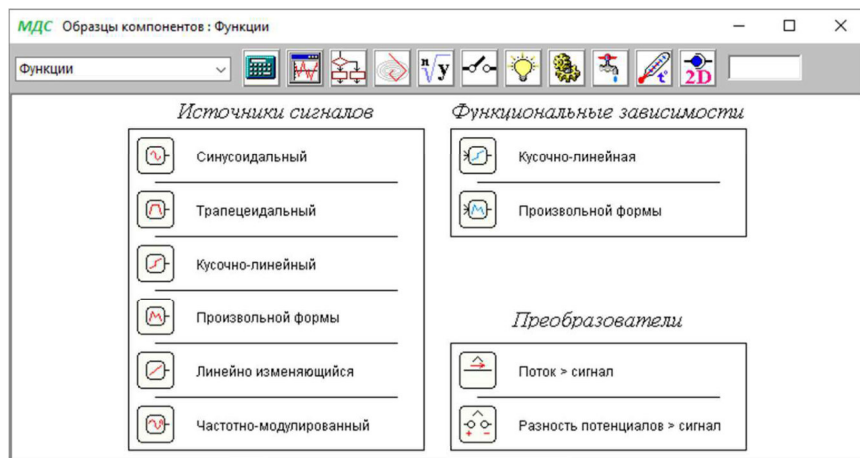 МДС Образцы компонентов : Функции
Функции
n√y
t°
2D
Источники сигналов
Синусоидальный
Трапецеидальный
Кусочно-линейный
Произвольной формы
Линейно изменяющийся
Частотно-модулированный
Функциональные зависимости
Кусочно-линейная
Произвольной формы
Преобразователи
Поток > сигнал
Разность потенциалов > сигнал